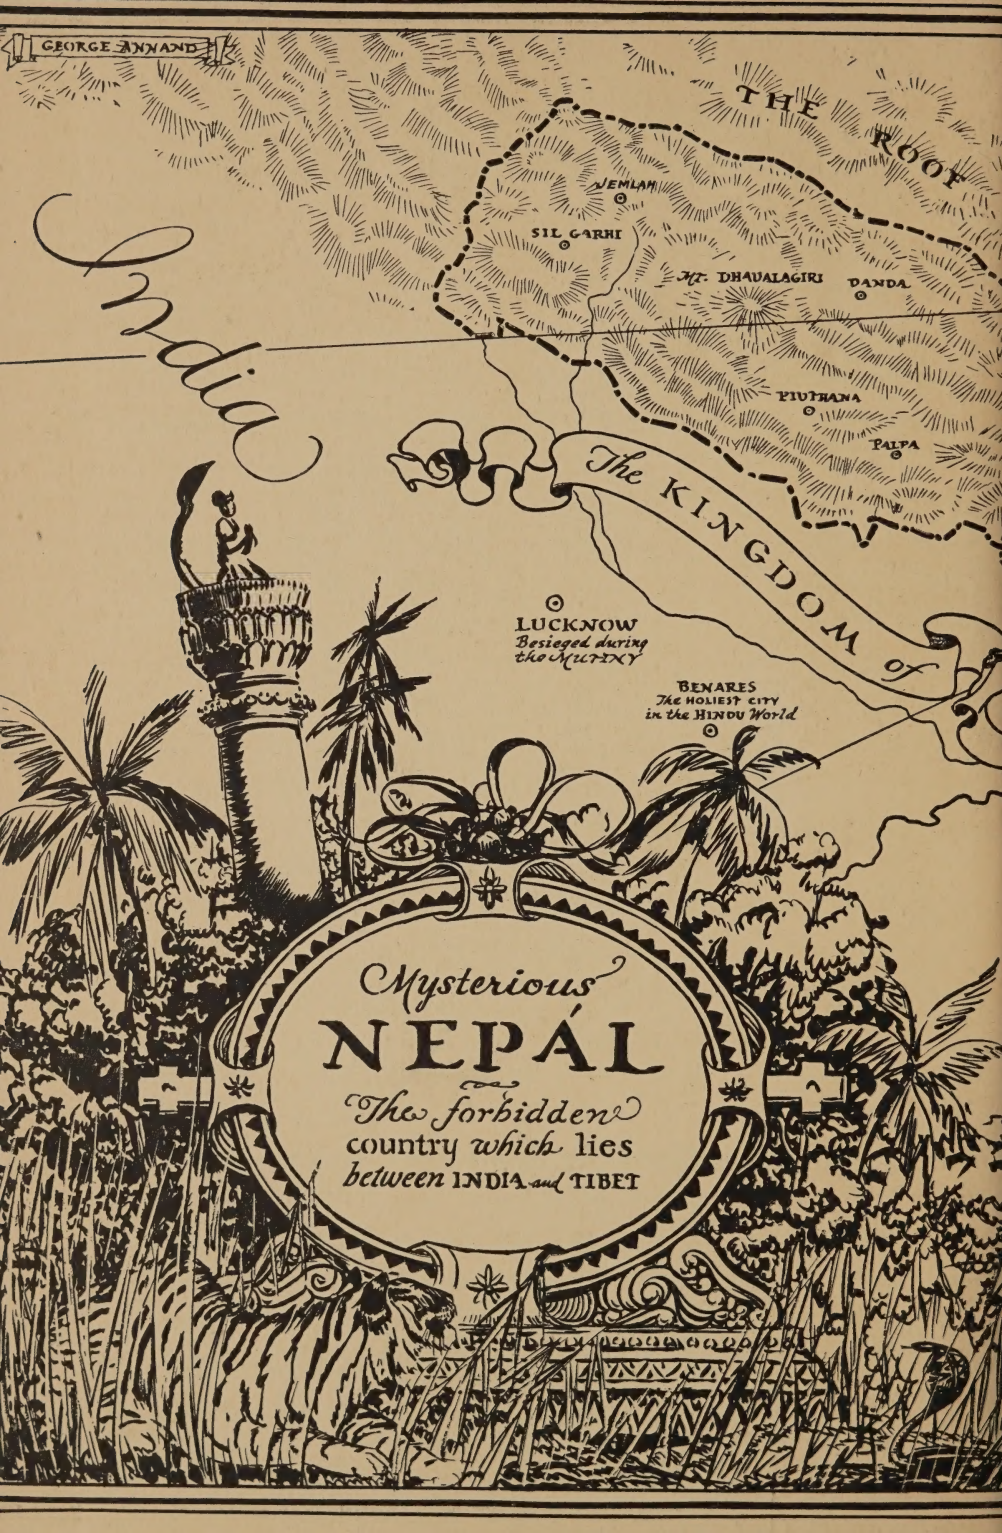 GEORGE ANNAND
THE ROOF
JEMLAH
SIL GARHI
MT. DHAUALAGIRI
DANDA
India
PIUTHANA
PALPA
The KINGDOM of
LUCKNOW
Besieged during
the MUTINY
BENARES
The HOLIEST CITY
in the HINDU World
Mysterious
NEPÁL
The forbidden
country which lies
between INDIA and TIBET